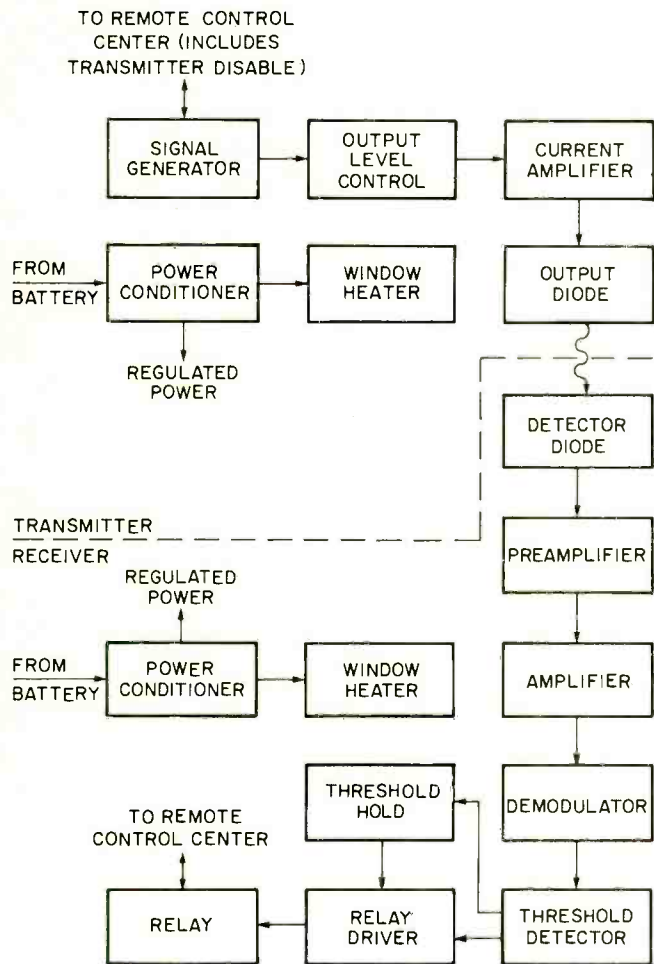 TO REMOTE CONTROL
CENTER (INCLUDES
TRANSMITTER DISABLE)
SIGNAL
GENERATOR
OUTPUT
LEVEL
CONTROL
CURRENT
AMPLIFIER
FROM
BATTERY
POWER
CONDITIONER
WINDOW
HEATER
OUTPUT
DIODE
REGULATED
POWER
DETECTOR
DIODE
TRANSMITTER
RECEIVER
PREAMPLIFIER
REGULATED
POWER
FROM
BATTERY
POWER
CONDITIONER
WINDOW
HEATER
AMPLIFIER
THRESHOLD
HOLD
DEMODULATOR
TO REMOTE
CONTROL CENTER
RELAY
RELAY
DRIVER
THRESHOLD
DETECTOR